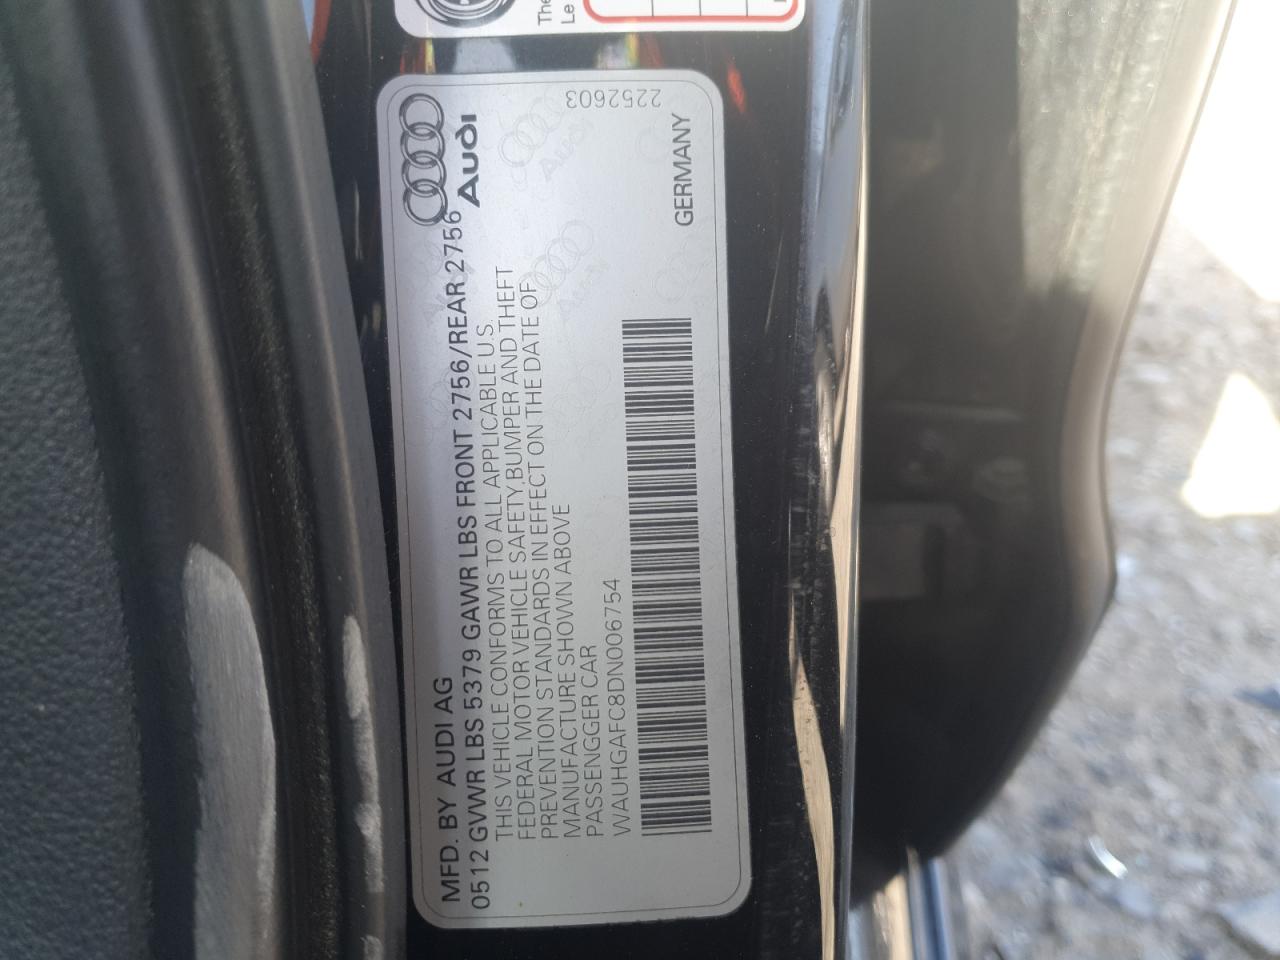 The
Le
Audi
2252603
GERMANY
MFD. BY AUDI AG
0512 GVWR LBS 5379 GAWR LBS FRONT 2756/REAR 2756
THIS VEHICLE CONFORMS TO ALL APPLICABLE U.S.
FEDERAL MOTOR VEHICLE SAFETY,BUMPER AND THEFT
PREVENTION STANDARDS IN EFFECT ON THE DATE OF
MANUFACTURE SHOWN ABOVE
PASSENGGER CAR
WAUHGAFC8DN006754